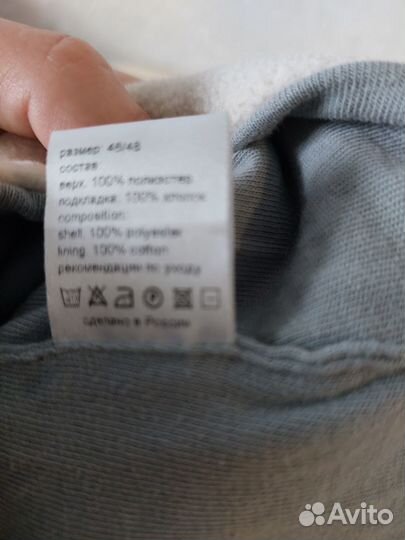 размер: 46/48
состав:
верх: 100% полиэстер
подкладка: 100% хлопок
composition:
shell: 100% polyester
lining: 100% cotton
рекомендации по уходу
сделано в России
Avito